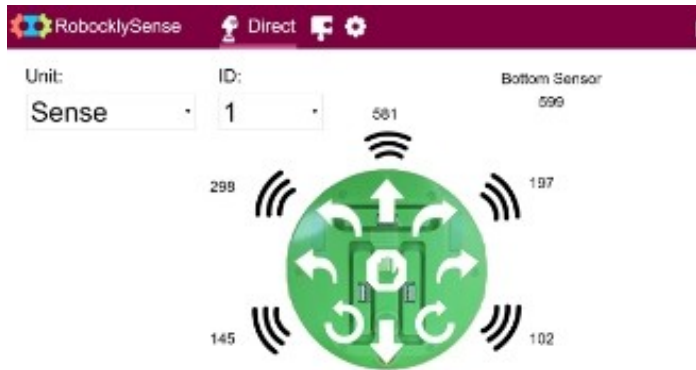 RobocklySense Direct
Unit: ID: Bottom Sensor
Sense 1 599
581
298 197
145 102